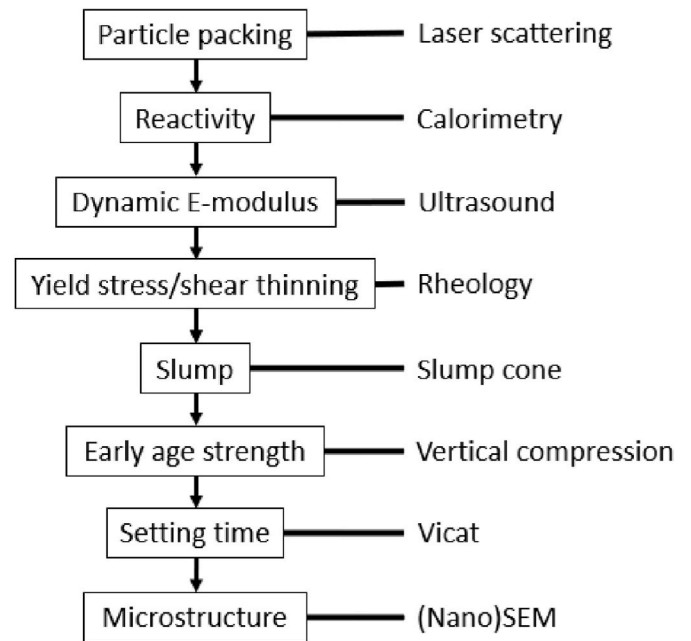 Particle packing Laser scattering
Reactivity Calorimetry
Dynamic E-modulus Ultrasound
Yield stress/shear thinning Rheology
Slump Slump cone
Early age strength Vertical compression
Setting time Vicat
Microstructure (Nano)SEM